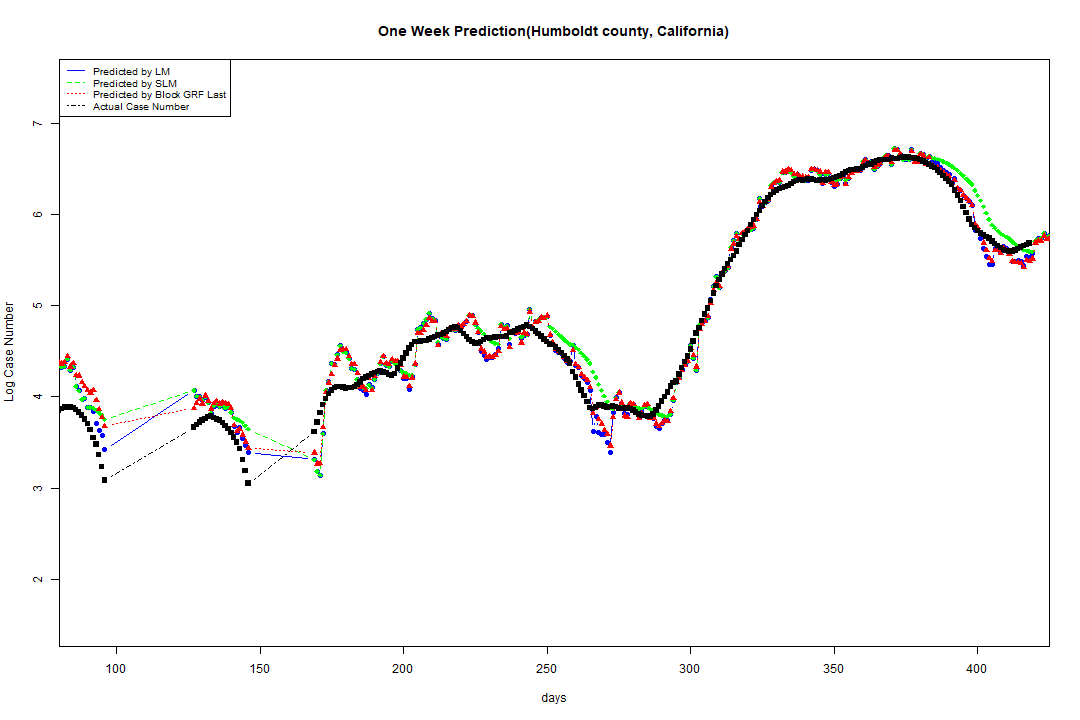 One Week Prediction(Humboldt county, California)
Predicted by LM
Predicted by SLM
Predicted by Block GRF Last
Actual Case Number
Log Case Number
7
6
5
4
3
2
100 150 200 250 300 350 400
days